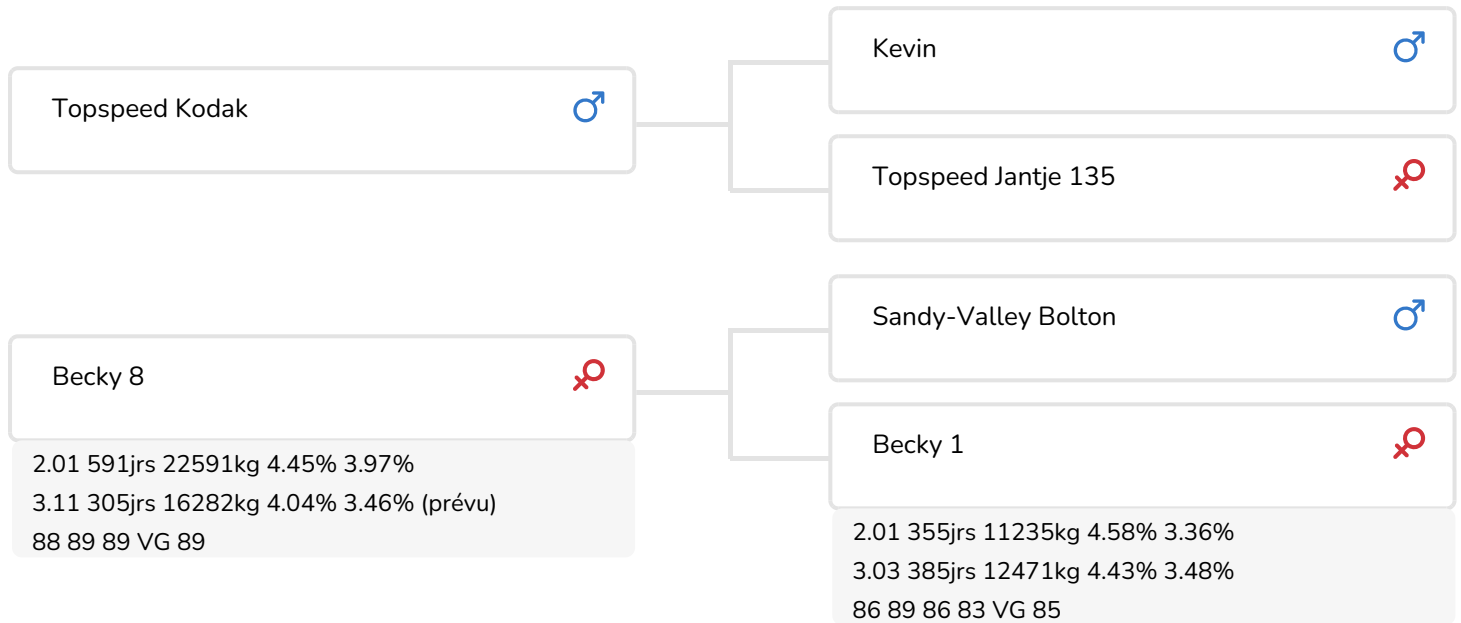 Topspeed Kodak
Kevin
Topspeed Jantje 135
Becky 8
2.01 591jrs 22591kg 4.45% 3.97%
3.11 305jrs 16282kg 4.04% 3.46% (prévu)
88 89 89 VG 89
Sandy-Valley Bolton
Becky 1
2.01 355jrs 11235kg 4.58% 3.36%
3.03 385jrs 12471kg 4.43% 3.48%
86 89 86 83 VG 85